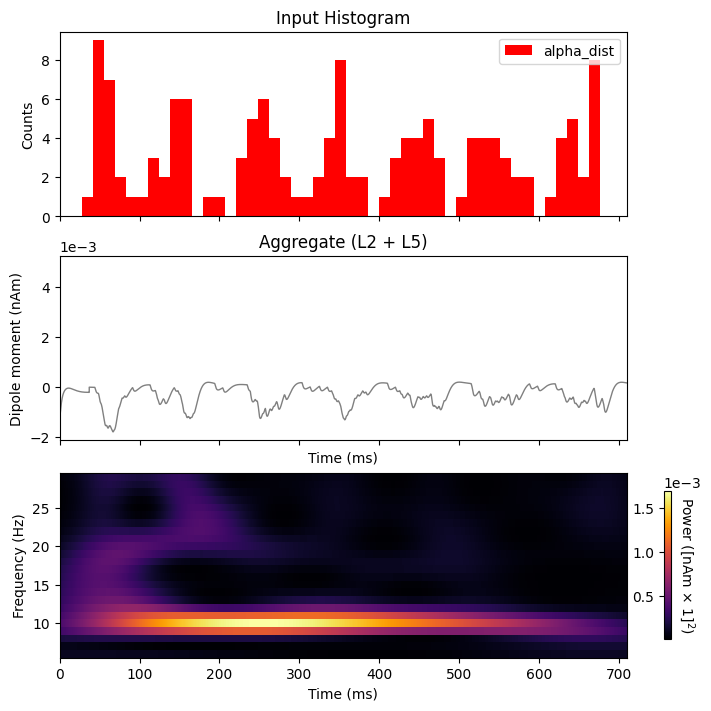 Input Histogram
8
6
4
2
0
Counts
alpha_dist
Aggregate (L2 + L5)
1e−3
4
2
0
−2
Dipole moment (nAm)
Time (ms)
25
20
15
10
Frequency (Hz)
0
100
200
300
400
500
600
700
Time (ms)
1e−3
1.5
1.0
0.5
Power ([nAm × 1]²)